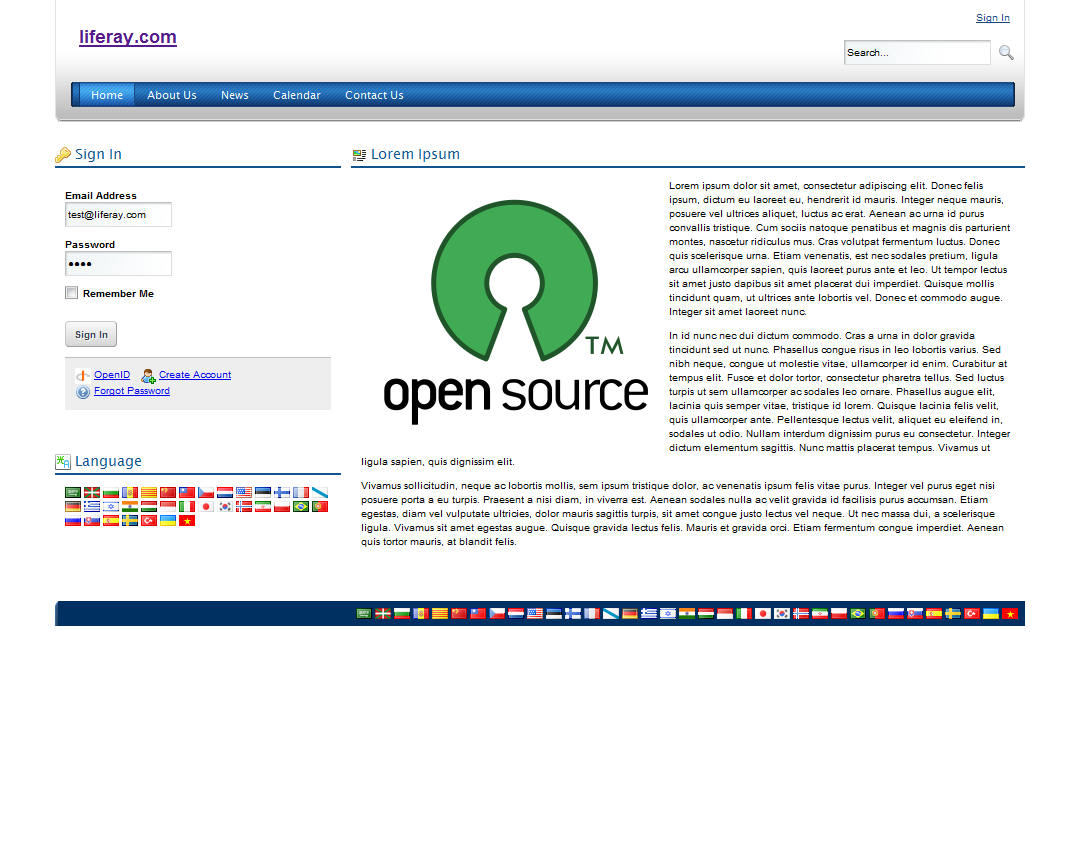 Sign In
liferay.com
Search...
Home About Us News Calendar Contact Us
Sign In
Email Address
test@liferay.com
Password
Remember Me
Sign In
OpenID Create Account
Forgot Password
Language
Lorem Ipsum
TM
open source
Lorem ipsum dolor sit amet, consectetur adipiscing elit. Donec felis
ipsum, dictum eu laoreet eu, hendrerit id mauris. Integer neque mauris,
posuere vel ultrices aliquet, luctus ac erat. Aenean ac urna id purus
convallis tristique. Cum sociis natoque penatibus et magnis dis parturient
montes, nascetur ridiculus mus. Cras volutpat fermentum luctus. Donec
quis scelerisque urna. Etiam venenatis, est nec sodales pretium, ligula
arcu ullamcorper sapien, quis laoreet purus ante et leo. Ut tempor lectus
sit amet justo dapibus sit amet placerat dui imperdiet. Quisque mollis
tincidunt quam, ut ultrices ante lobortis vel. Donec et commodo augue.
Integer sit amet laoreet nunc.
In id nunc nec dui dictum commodo. Cras a urna in dolor gravida
tincidunt sed ut nunc. Phasellus congue risus in leo lobortis varius. Sed
nibh neque, congue ut molestie vitae, ullamcorper id enim. Curabitur at
tempus elit. Fusce et dolor tortor, consectetur pharetra tellus. Sed luctus
turpis ut sem ullamcorper ac sodales leo ornare. Phasellus augue elit,
lacinia quis semper vitae, tristique id lorem. Quisque lacinia felis velit,
quis ullamcorper ante. Pellentesque lectus velit, aliquet eu eleifend in,
sodales ut odio. Nullam interdum dignissim purus eu consectetur. Integer
dictum elementum sagittis. Nunc mattis placerat tempus. Vivamus ut
ligula sapien, quis dignissim elit.
Vivamus sollicitudin, neque ac lobortis mollis, sem ipsum tristique dolor, ac venenatis ipsum felis vitae purus. Integer vel purus eget nisi
posuere porta a eu turpis. Praesent a nisi diam, in viverra est. Aenean sodales nulla ac velit gravida id facilisis purus accumsan. Etiam
egestas, diam vel vulputate ultricies, dolor mauris sagittis turpis, sit amet congue justo lectus vel neque. Ut nec massa dui, a scelerisque
ligula. Vivamus sit amet egestas augue. Quisque gravida lectus felis. Mauris et gravida orci. Etiam fermentum congue imperdiet. Aenean
quis tortor mauris, at blandit felis.